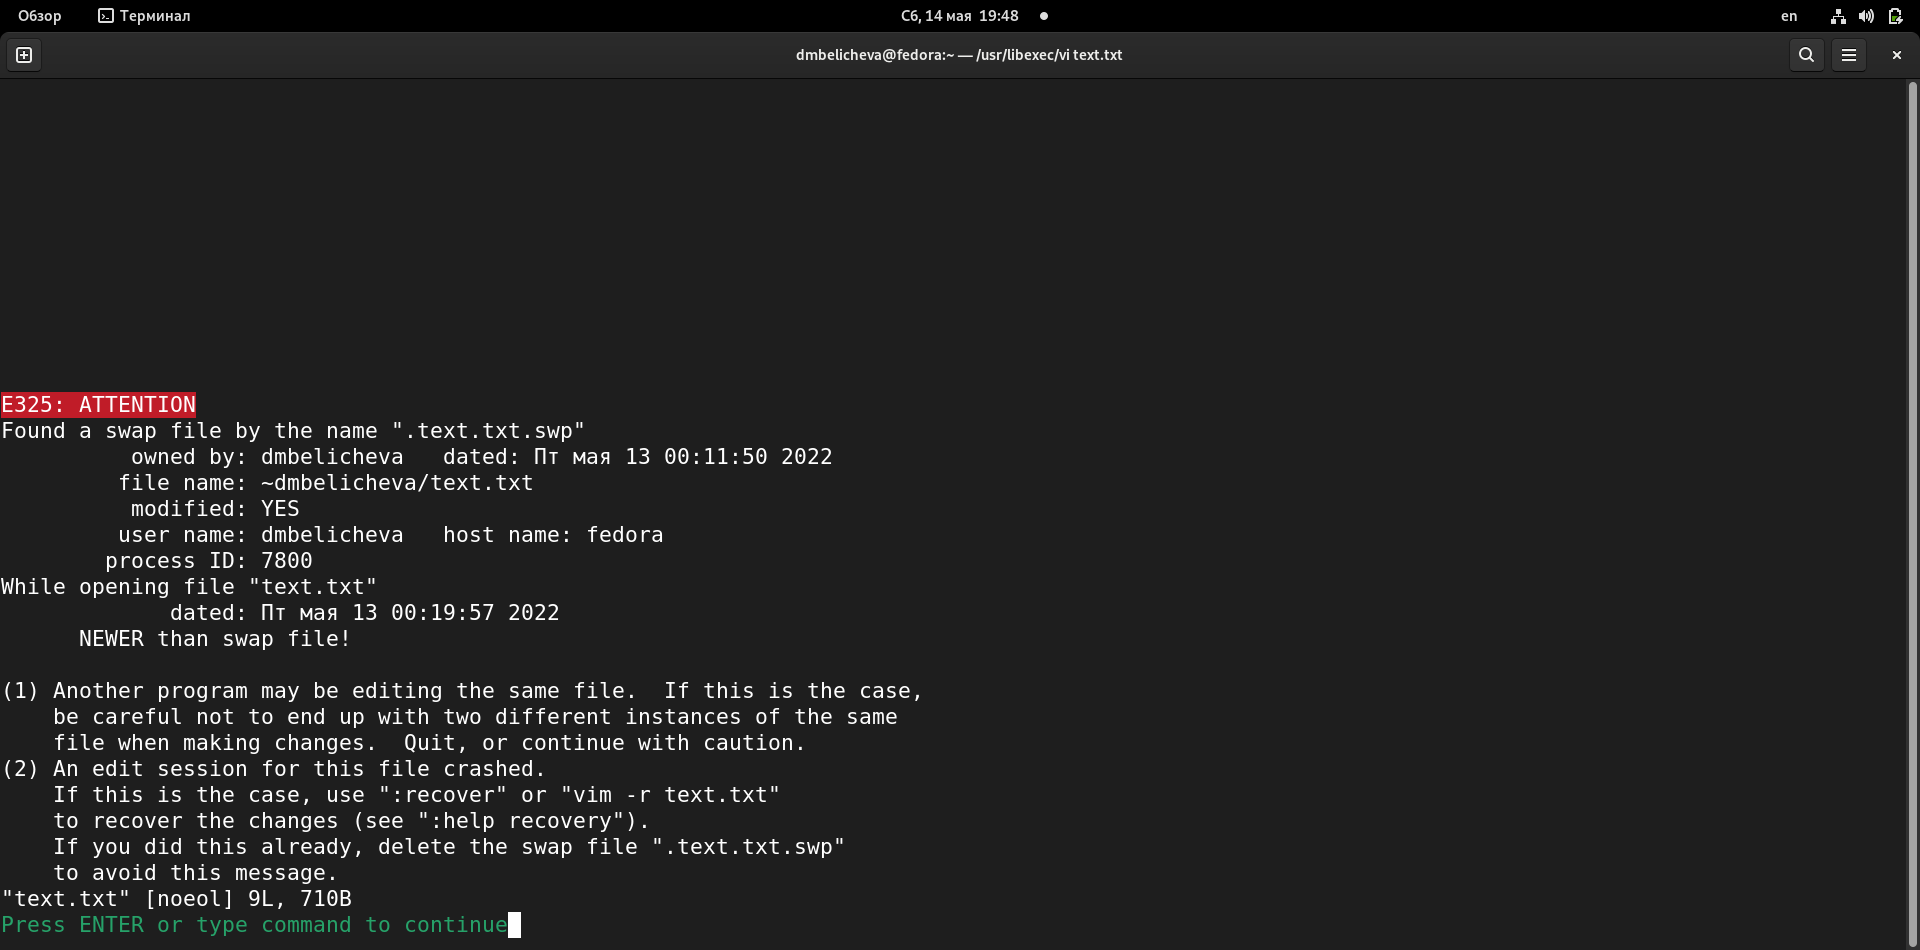 Обзор Терминал Сб, 14 мая 19:48 en
dmbelicheva@fedora:~ — /usr/libexec/vi text.txt
E325: ATTENTION
Found a swap file by the name ".text.txt.swp"
          owned by: dmbelicheva   dated: Пт мая 13 00:11:50 2022
         file name: ~dmbelicheva/text.txt
          modified: YES
         user name: dmbelicheva   host name: fedora
        process ID: 7800
While opening file "text.txt"
             dated: Пт мая 13 00:19:57 2022
      NEWER than swap file!
(1) Another program may be editing the same file.  If this is the case,
    be careful not to end up with two different instances of the same
    file when making changes.  Quit, or continue with caution.
(2) An edit session for this file crashed.
    If this is the case, use ":recover" or "vim -r text.txt"
    to recover the changes (see ":help recovery").
    If you did this already, delete the swap file ".text.txt.swp"
    to avoid this message.
"text.txt" [noeol] 9L, 710B
Press ENTER or type command to continue